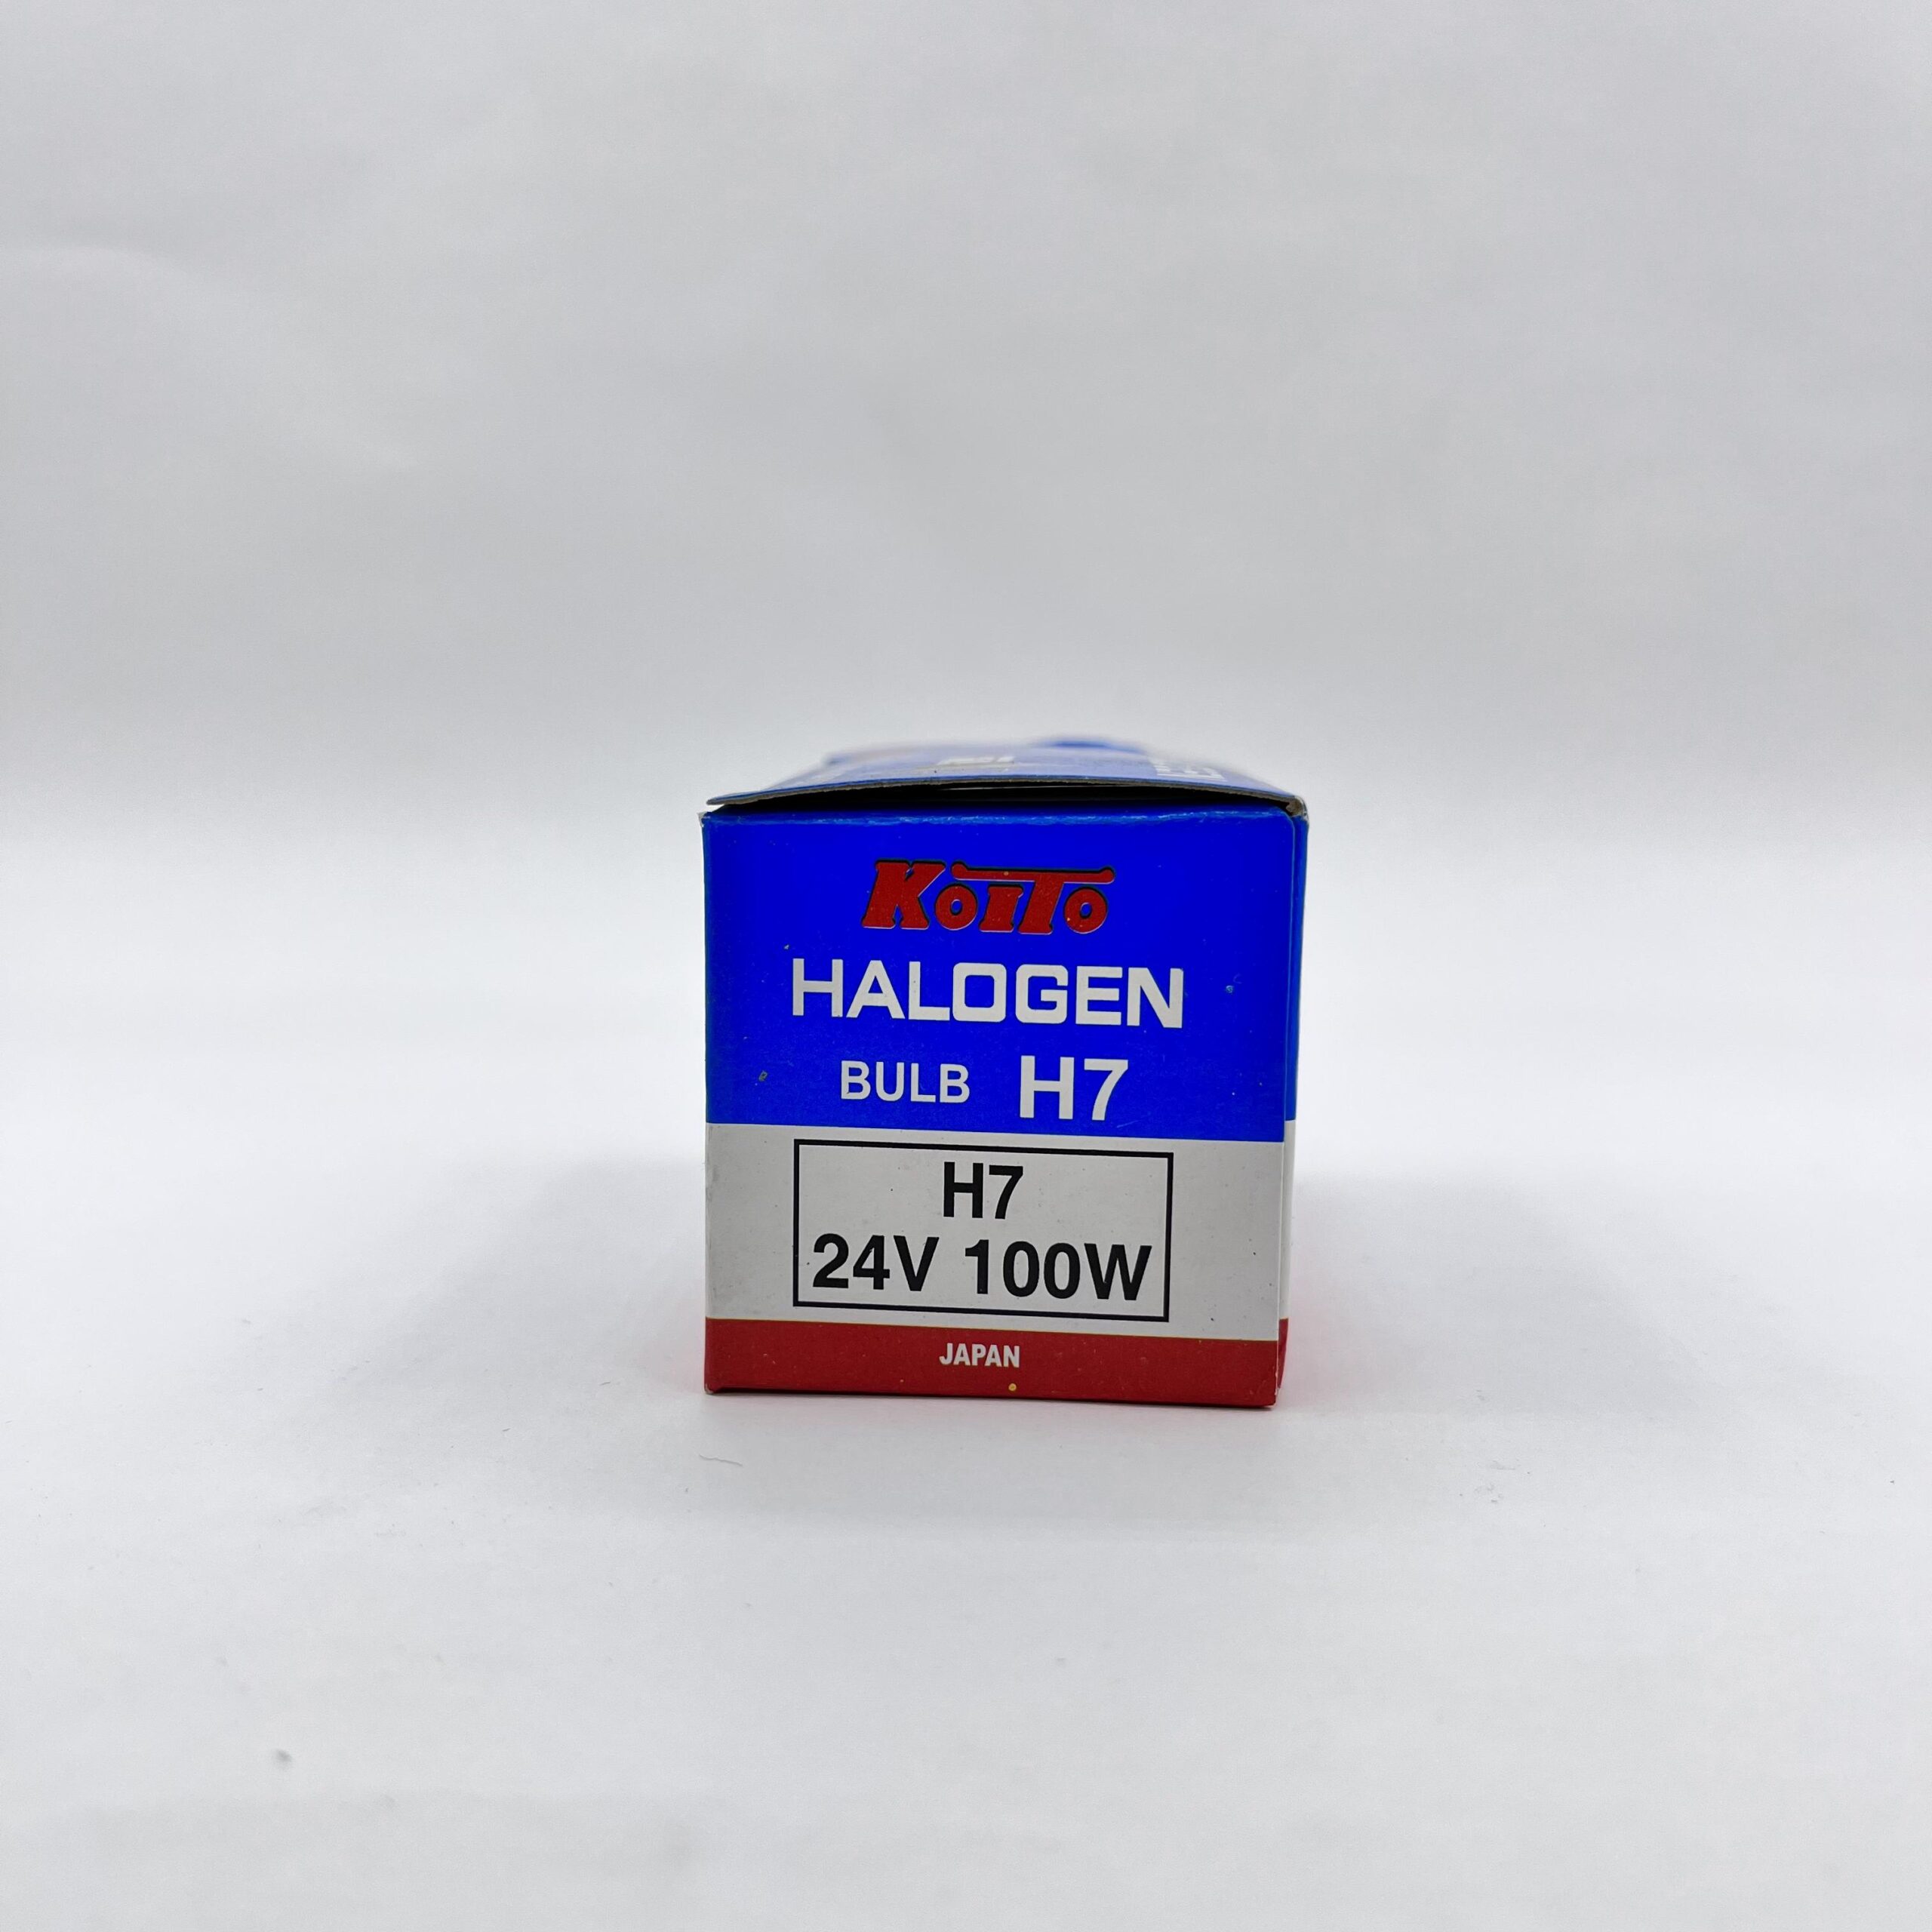 KOITO
HALOGEN
BULB H7
H7
24V 100W
JAPAN